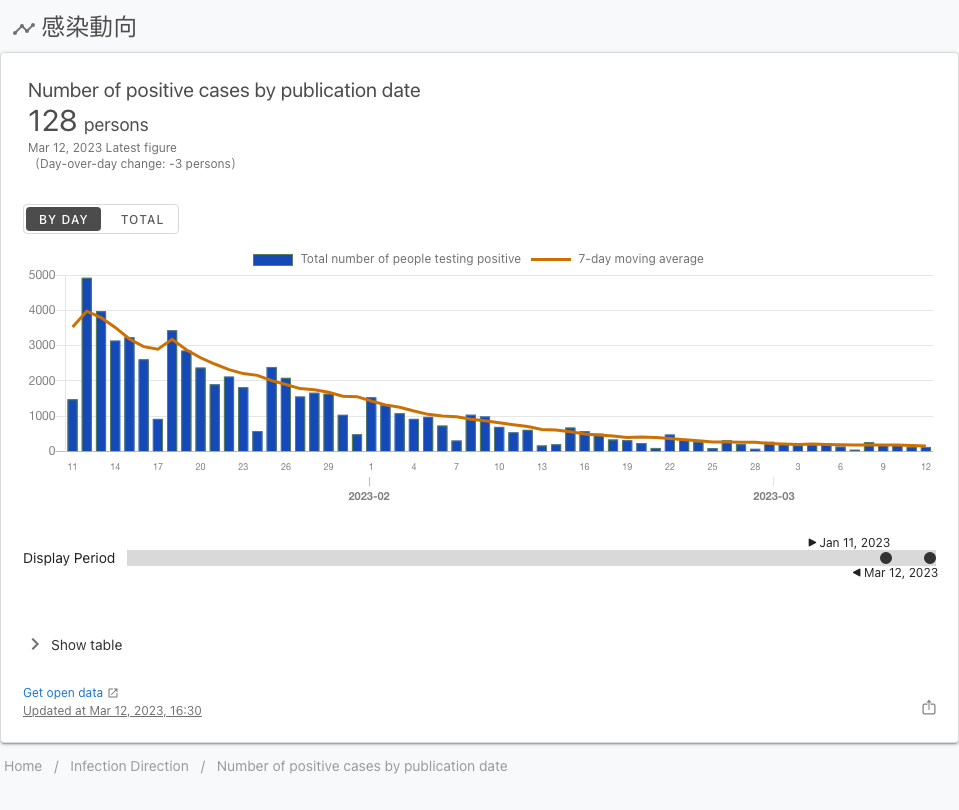 感染動向
Number of positive cases by publication date
128 persons
Mar 12, 2023 Latest figure
(Day-over-day change: -3 persons)
BY DAY TOTAL
Total number of people testing positive 7-day moving average
5000
4000
3000
2000
1000
0
11 14 17 20 23 26 29 1 4 7 10 13 16 19 22 25 28 3 6 9 12
2023-02 2023-03
Jan 11, 2023
Display Period
Mar 12, 2023
Show table
Get open data
Updated at Mar 12, 2023, 16:30
Home / Infection Direction / Number of positive cases by publication date